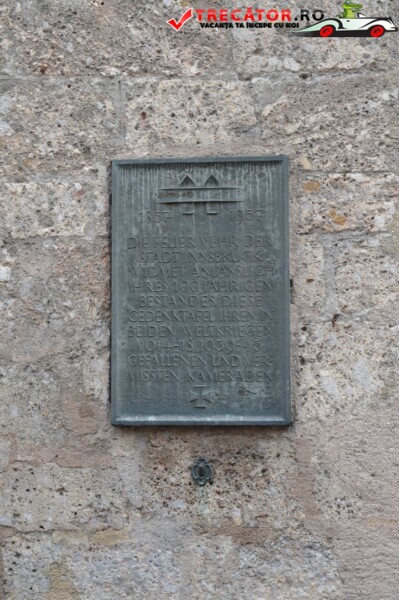 TRECĂTOR.RO
VACANȚA TA ÎNCEPE CU NOI
1857 1957
DIE FEUERWEHR DER
STADT INNSBRUCK
WIDMET ANLÄSSLICH
IHRES 100 JÄHRIGEN
BESTANDES DIESE
GEDENKTAFEL IHREN IN
BEIDEN WELTKRIEGEN
1914-18 1939-45
GEFALLENEN UND VER-
MISSTEN KAMERADEN